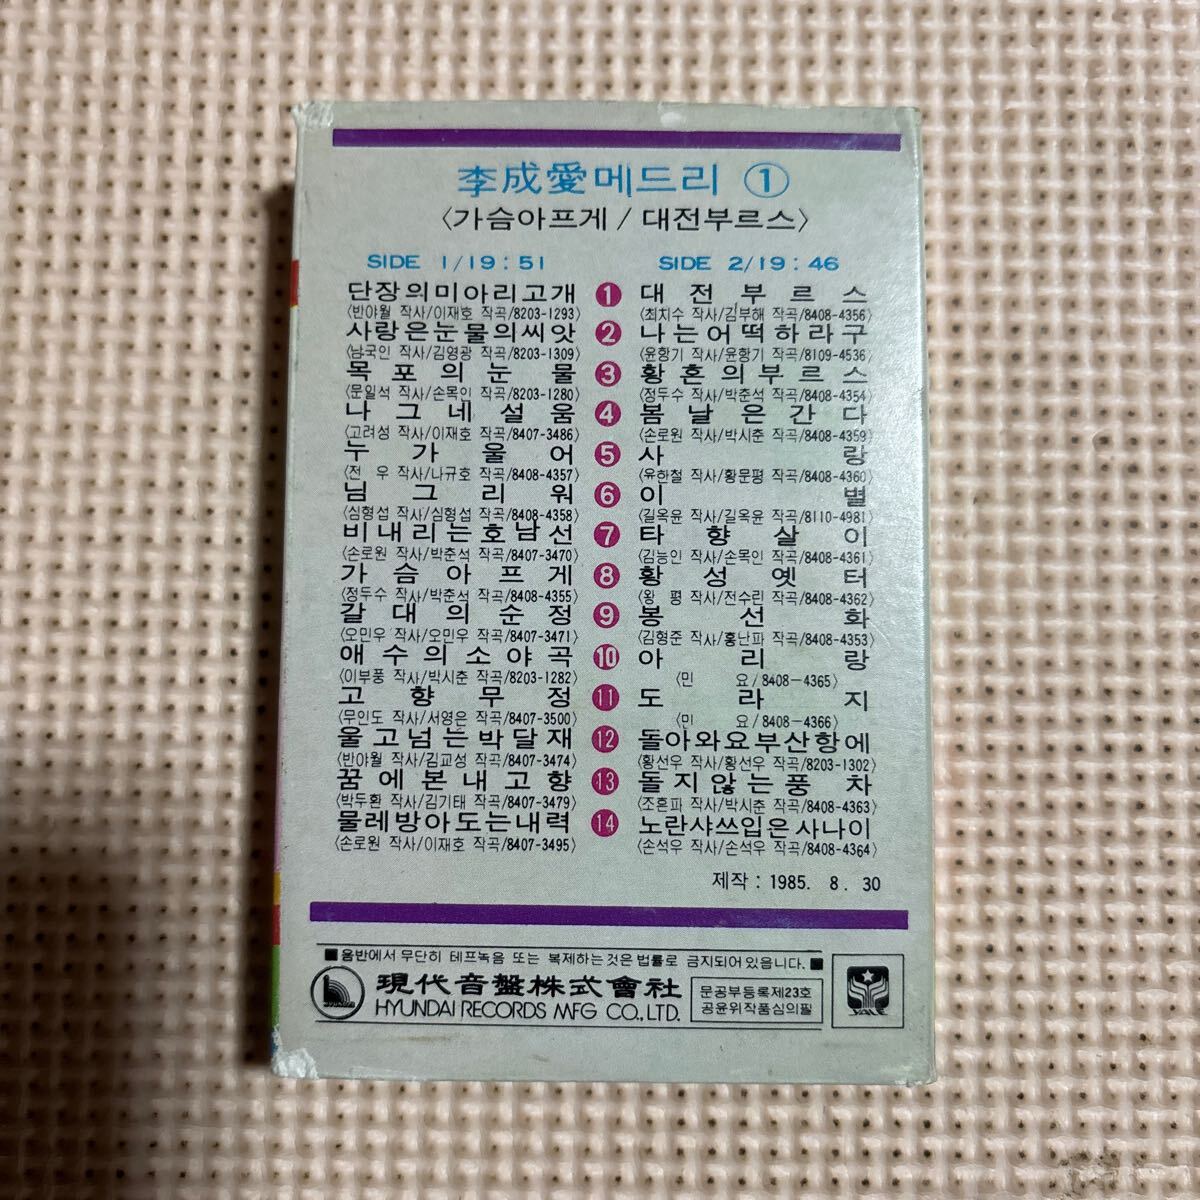 李成愛메드리 ①
〈가슴아프게 / 대전부르스〉
SIDE 1/19:51
단장의미아리고개
〈반야월 작사/이재호 작곡/8203-1293〉
사랑은눈물의씨앗
〈남국인 작사/김영광 작곡/8203-1309〉
목포의눈물
〈문일석 작사/손목인 작곡/8203-1280〉
나그네설움
〈고려성 작사/이재호 작곡/8407-3486〉
누가울어
〈전 우 작사/나규호 작곡/8408-4357〉
님그리워
〈심형섭 작사/심형섭 작곡/8408-4358〉
비내리는호남선
〈손로원 작사/박춘석 작곡/8407-3470〉
가슴아프게
〈정두수 작사/박춘석 작곡/8408-4355〉
갈대의순정
〈오민우 작사/오민우 작곡/8407-3471〉
애수의소야곡
〈이부풍 작사/박시춘 작곡/8203-1282〉
고향무정
〈무인도 작사/서영은 작곡/8407-3500〉
울고넘는박달재
〈반야월 작사/김교성 작곡/8407-3474〉
꿈에본내고향
〈박두환 작사/김기태 작곡/8407-3479〉
물레방아도는내력
〈손로원 작사/이재호 작곡/8407-3495〉
1
2
3
4
5
6
7
8
9
10
11
12
13
14
SIDE 2/19:46
대전부르스
〈최치수 작사/김부해 작곡/8408-4356〉
나는어떡하라구
〈윤항기 작사/윤항기 작곡/8109-4536〉
황혼의부르스
〈정두수 작사/박춘석 작곡/8408-4354〉
봄날은간다
〈손로원 작사/박시춘 작곡/8408-4359〉
사랑
〈유한철 작사/황문평 작곡/8408-4360〉
이별
〈길옥윤 작사/길옥윤 작곡/8110-4981〉
타향살이
〈김능인 작사/손목인 작곡/8408-4361〉
황성옛터
〈왕 평 작사/전수린 작곡/8408-4362〉
봉선화
〈김형준 작사/홍난파 작곡/8408-4353〉
아리랑
〈민 요/8408-4365〉
도라지
〈민 요/8408-4366〉
돌아와요부산항에
〈황선우 작사/황선우 작곡/8203-1302〉
돌지않는풍차
〈조흔파 작사/박시춘 작곡/8408-4363〉
노란샤쓰입은사나이
〈손석우 작사/손석우 작곡/8408-4364〉
제작 : 1985. 8. 30
■음반에서 무단히 테프녹음 또는 복제하는것은 법률로 금지되어 있읍니다.■
現代音盤株式會社
HYUNDAI RECORDS MFG CO.,LTD.
문공부등록제23호
공윤위작품심의필